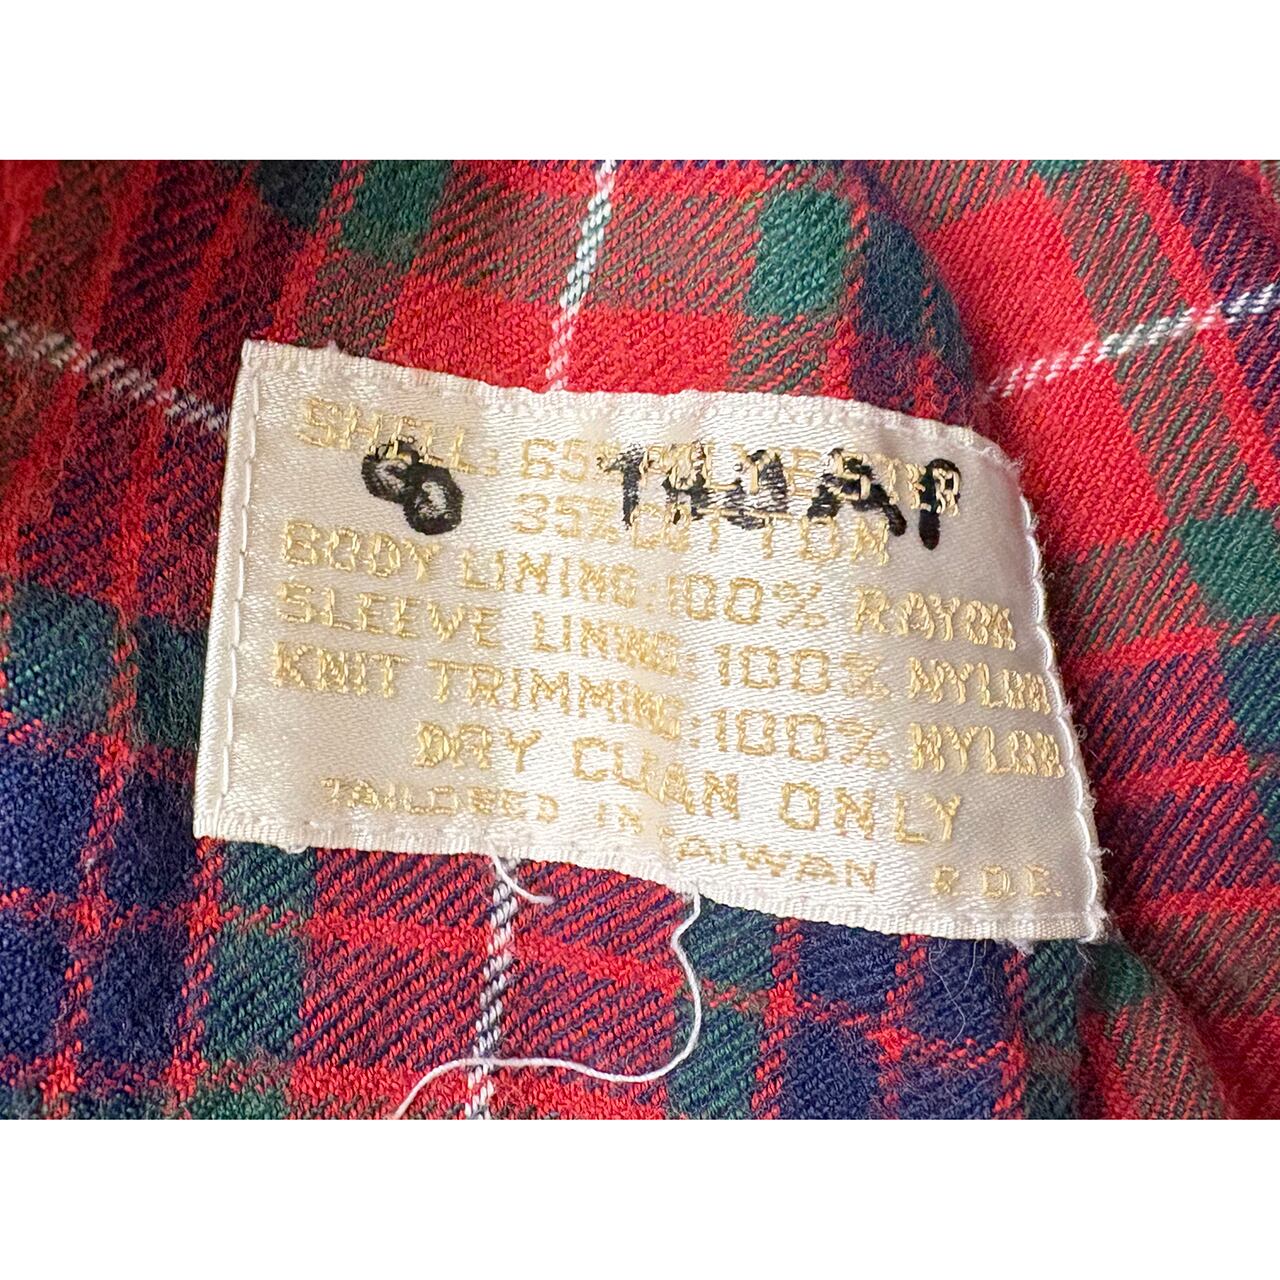 SHELL: 65% POLYESTER
35% COTTON
BODY LINING: 100% RAYON
SLEEVE LINING: 100% NYLON
KNIT TRIMMING: 100% NYLON
DRY CLEAN ONLY
TAILORED IN TAIWAN R.O.C.